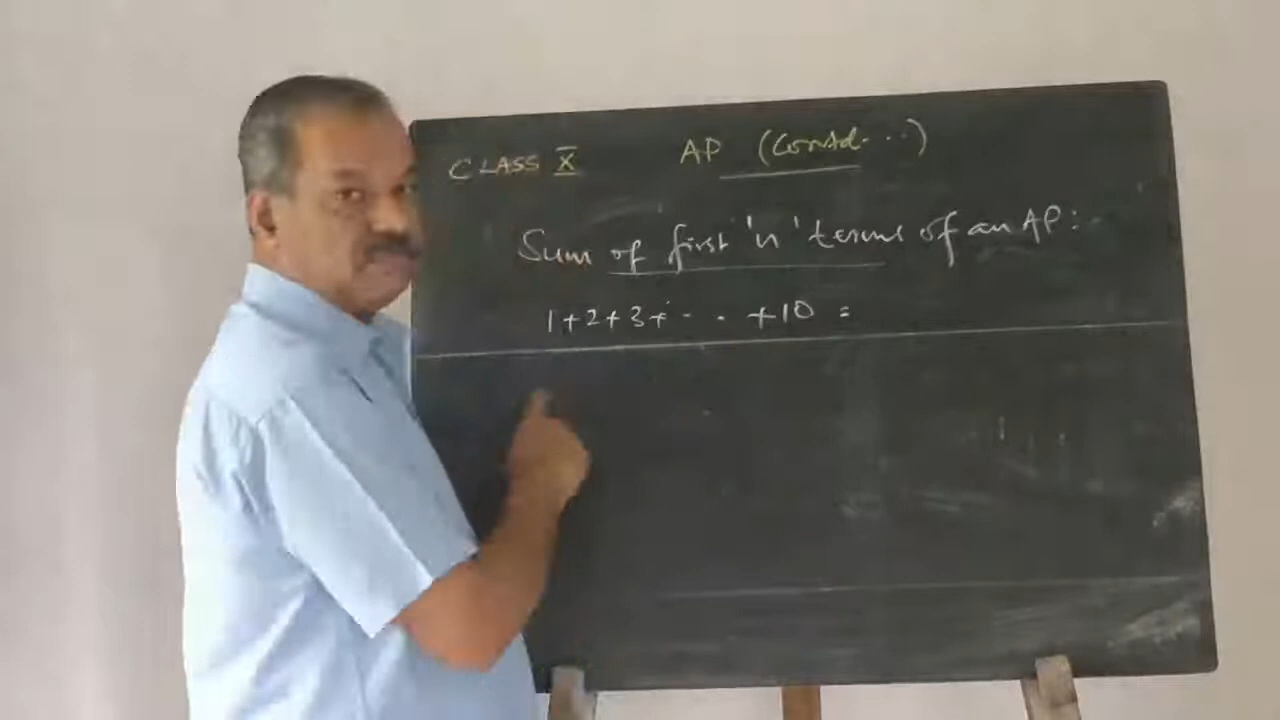 CLASS X AP (Contd...)
Sum of first 'n' terms of an AP:-
1+2+3+... +10 =